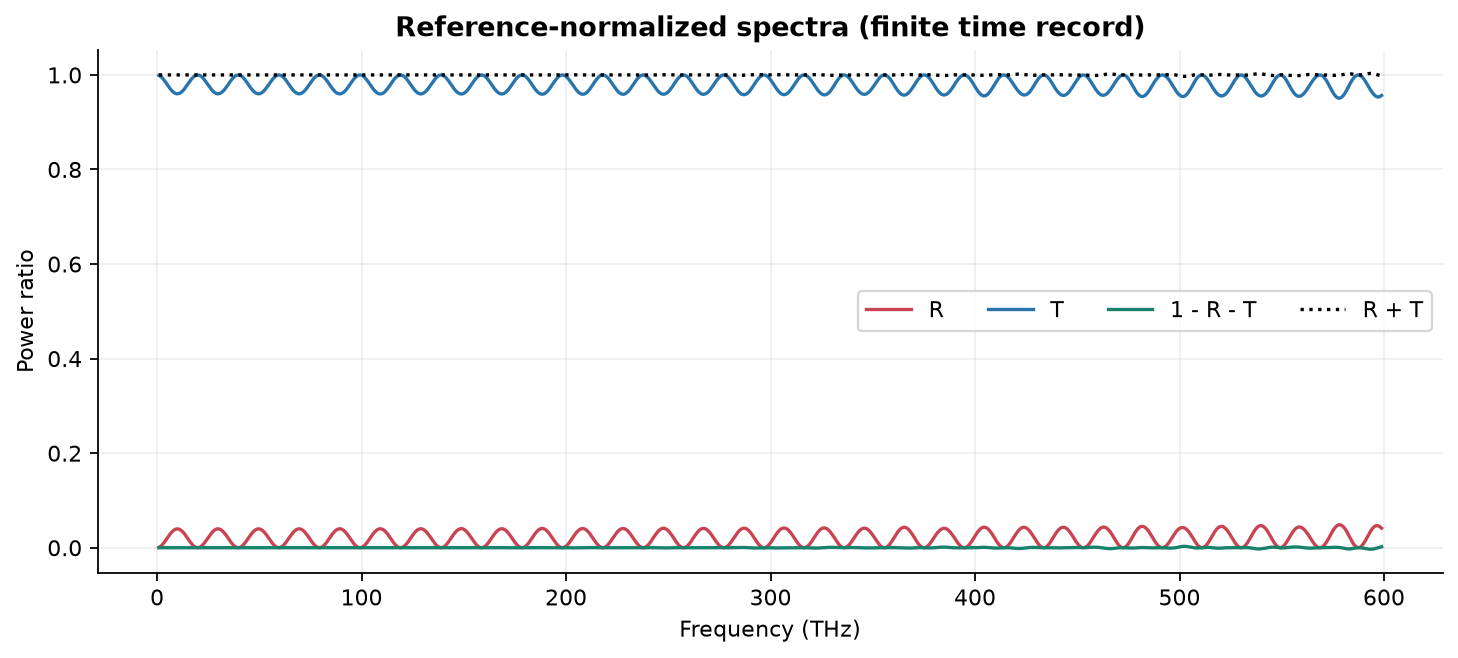 Reference-normalized spectra (finite time record)
Power ratio
1.0
0.8
0.6
0.4
0.2
0.0
R
T
1 - R - T
R + T
0 100 200 300 400 500 600
Frequency (THz)